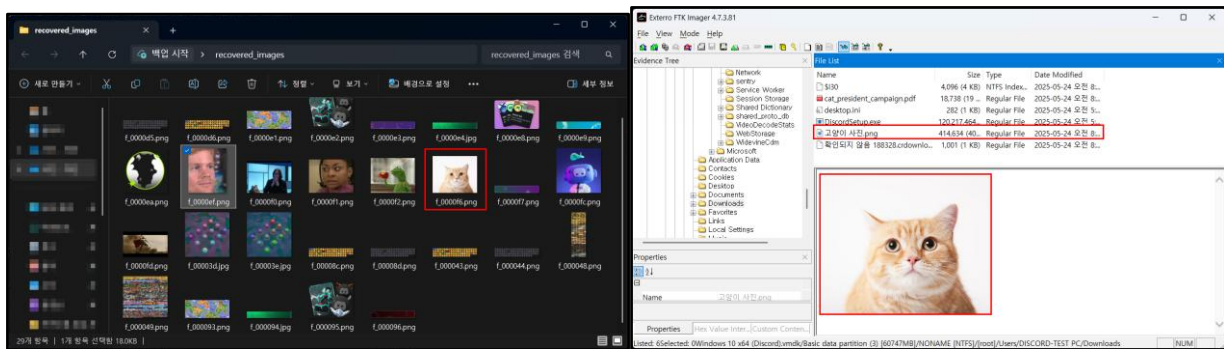 recovered_images
백업 시작 > recovered_images
recovered_images 검색
새로 만들기
정렬
보기
배경으로 설정
세부 정보
f_0000d5.png
f_0000d6.png
f_0000e1.png
f_0000e2.png
f_0000e3.png
f_0000e4.jpg
f_0000e8.png
f_0000e9.png
f_0000ea.png
f_0000ef.png
f_0000f0.png
f_0000f1.png
f_0000f2.png
f_0000f6.png
f_0000f7.png
f_0000fc.png
f_0000fd.png
f_00003d.jpg
f_00003e.jpg
f_00008c.png
f_00008d.png
f_000043.png
f_000044.png
f_000048.png
f_000049.png
f_000093.png
f_000094.jpg
f_000095.png
f_000096.png
29개 항목 | 1개 항목 선택함 18.0KB |
Exterro FTK Imager 4.7.3.81
File View Mode Help
Evidence Tree
Network
sentry
Service Worker
Session Storage
Shared Dictionary
shared_proto_db
VideoDecodeStats
WebStorage
WidevineCdm
Microsoft
Application Data
Contacts
Cookies
Desktop
Documents
Downloads
Favorites
Links
Local Settings
Properties
Name 고양이 사진.png
Properties Hex Value Inter... Custom Conten...
File List
Name Size Type Date Modified
$I30 4,096 (4 KB) NTFS Index... 2025-05-24 오전 8:...
cat_president_campaign.pdf 18,738 (19 ... Regular File 2025-05-24 오전 8:...
desktop.ini 282 (1 KB) Regular File 2025-05-24 오전 5:...
DiscordSetup.exe 120,217,464... Regular File 2025-05-24 오전 5:...
고양이 사진.png 414,634 (40... Regular File 2025-05-24 오전 8:...
확인되지 않음 188328.crdownlo... 1,001 (1 KB) Regular File 2025-05-24 오전 8:...
Listed: 6 Selected: 0 Windows 10 x64 (Discord).vmdk/Basic data partition (3) [60747MB]/NONAME [NTFS]/[root]/Users/DISCORD-TEST PC/Downloads
NUM